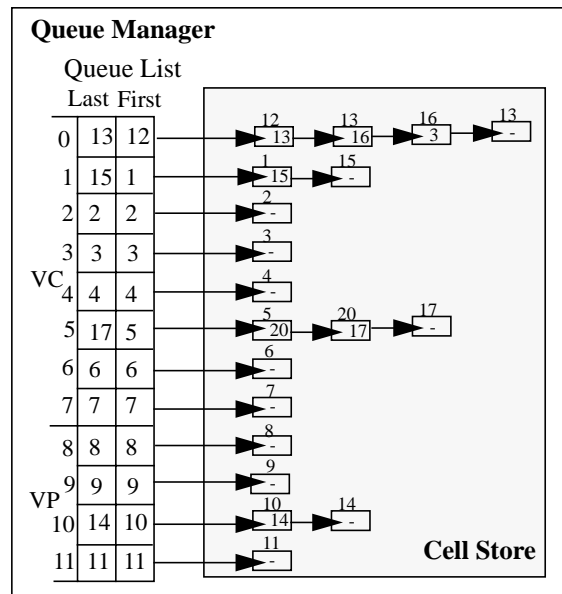 Queue Manager
Queue List
Last First
12 13 16 13
0 13 12 13 16 3 -
1 15
1 15 1 15 -
2
2 2 2 -
3
3 3 3 -
VC
4
4 4 4 -
5 20 17
5 17 5 20 17 -
6
6 6 6 -
7
7 7 7 -
8
8 8 8 -
9
9 9 9 -
VP
10 14
10 14 10 14 -
11
11 11 11 -
Cell Store